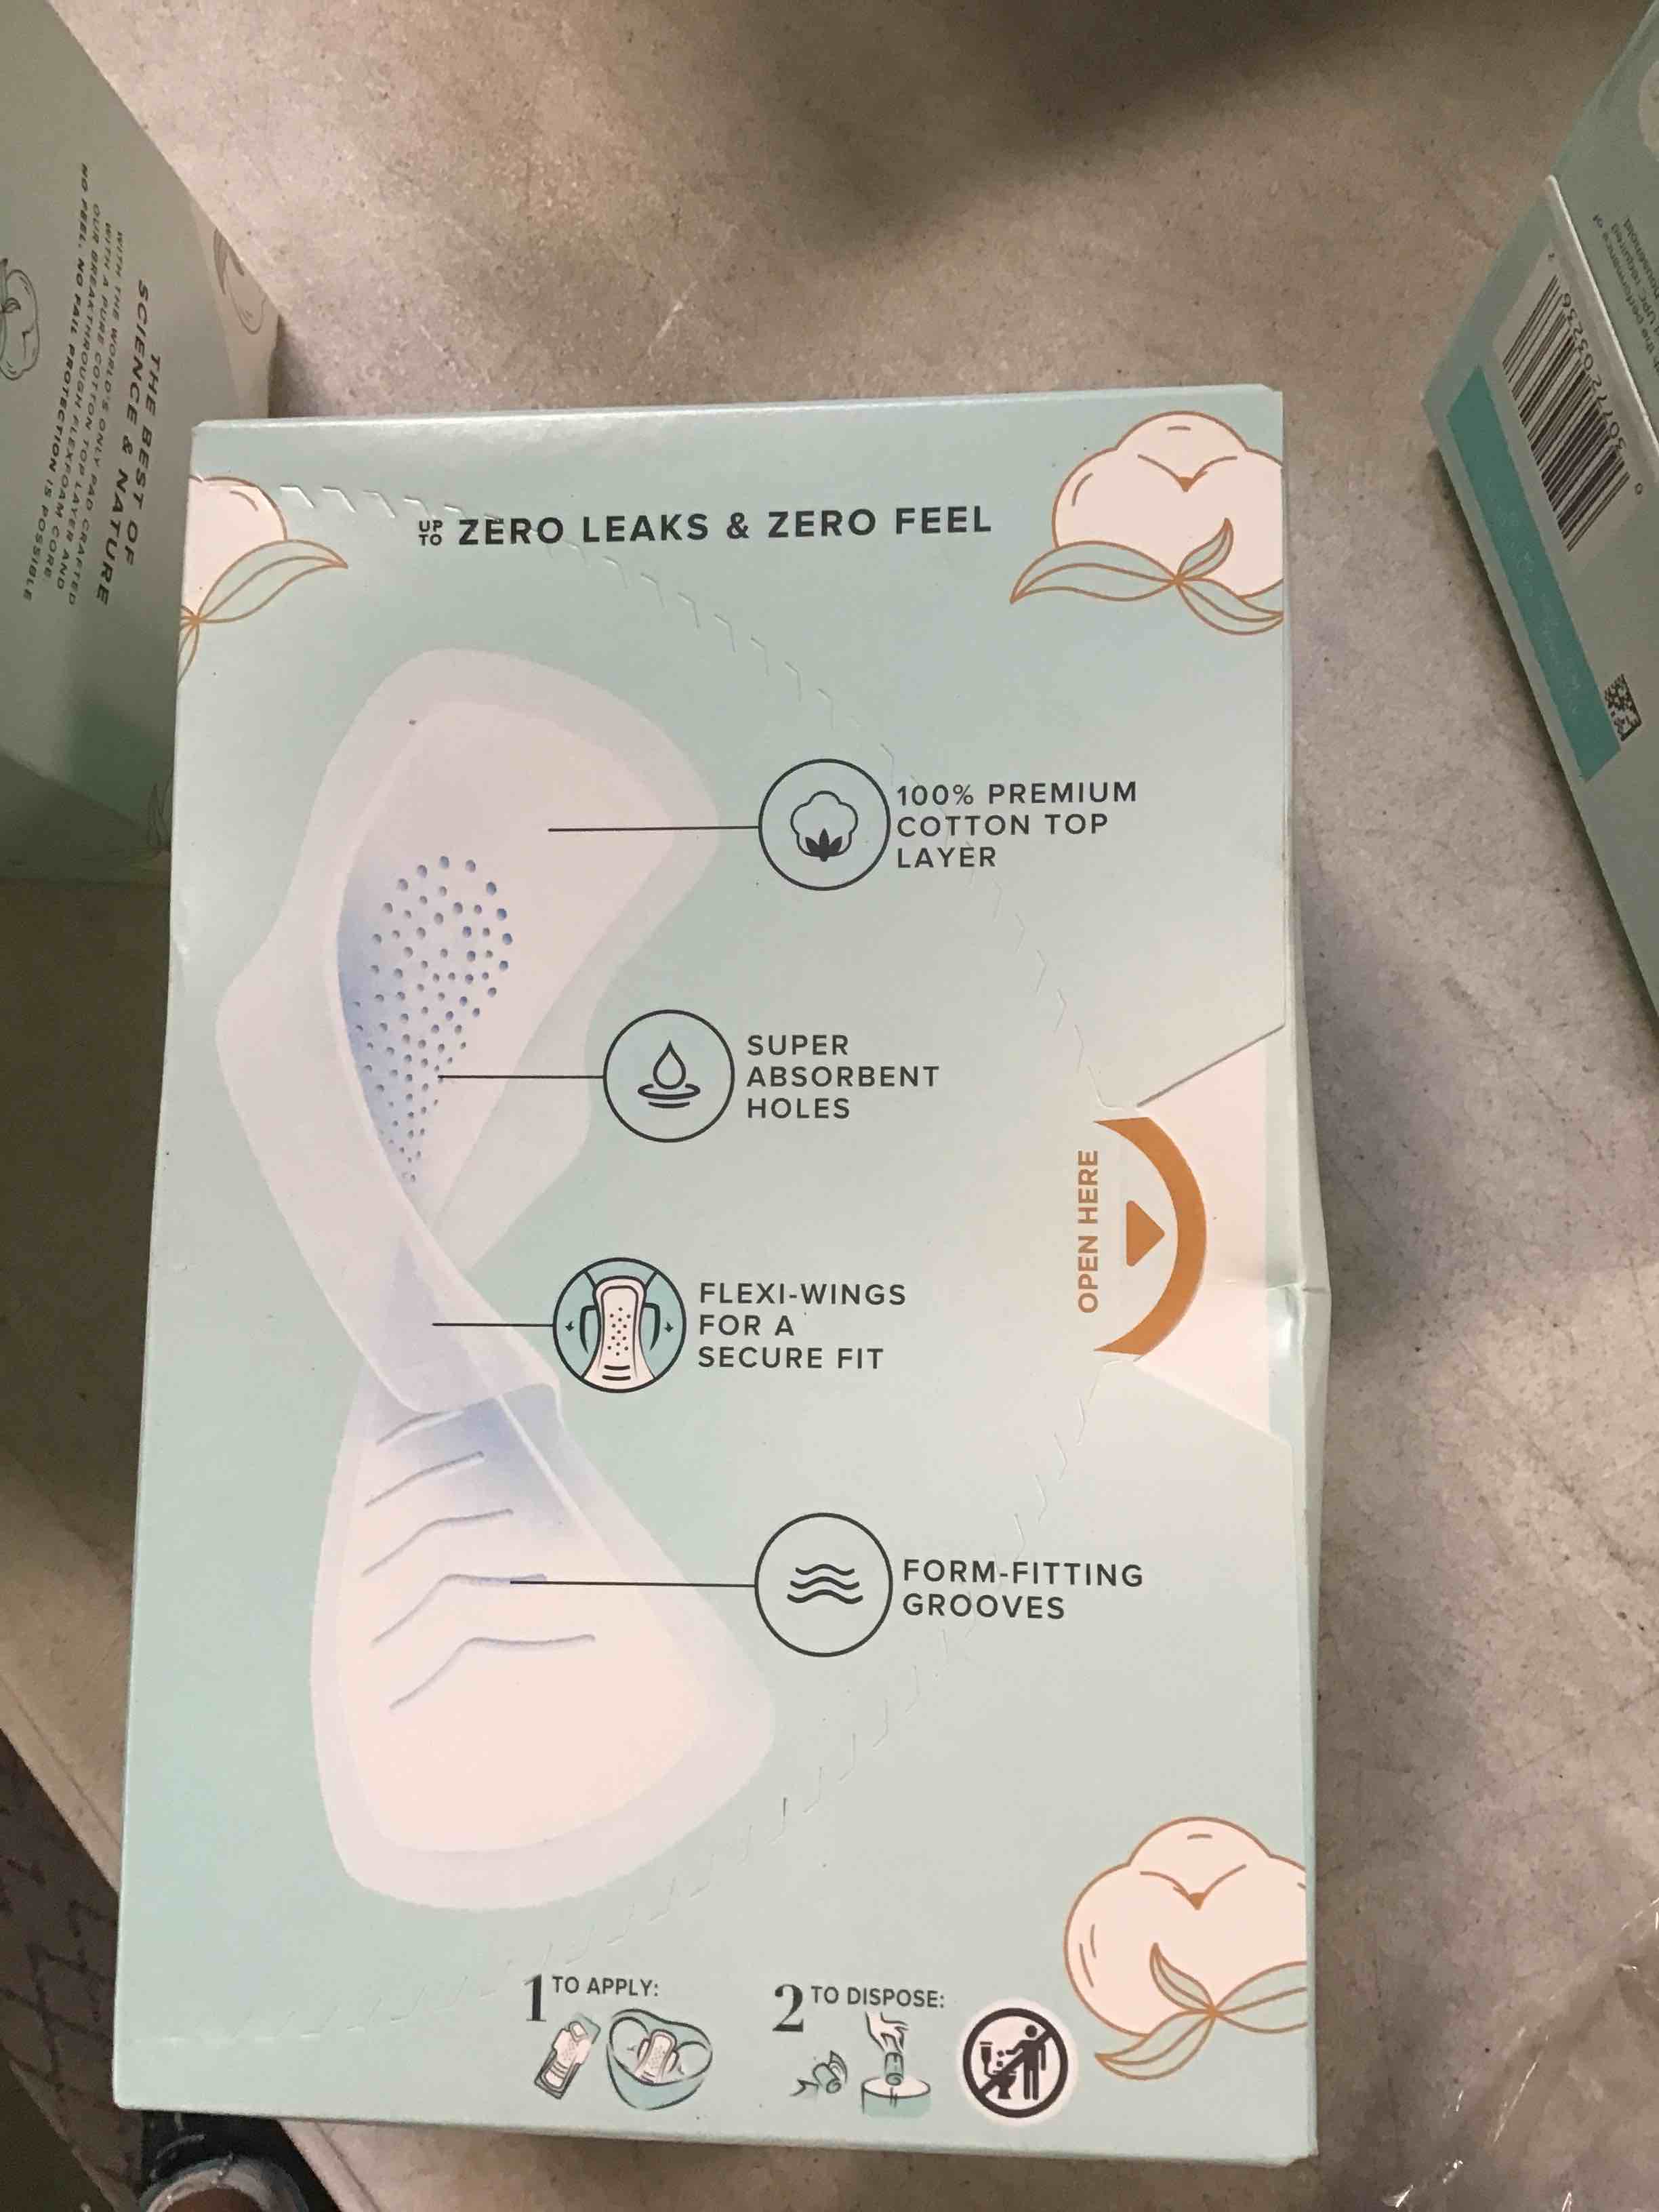 UP TO ZERO LEAKS & ZERO FEEL
100% PREMIUM
COTTON TOP
LAYER
SUPER
ABSORBENT
HOLES
FLEXI-WINGS
FOR A
SECURE FIT
OPEN HERE
FORM-FITTING
GROOVES
1 TO APPLY:
2 TO DISPOSE:
THE BEST OF
SCIENCE & NATURE
WITH THE WORLD'S ONLY PAD CRAFTED
WITH A PURE COTTON TOP LAYER AND
OUR BREAKTHROUGH FLEXFOAM CORE,
NO FEEL, NO FAIL PROTECTION IS POSSIBLE